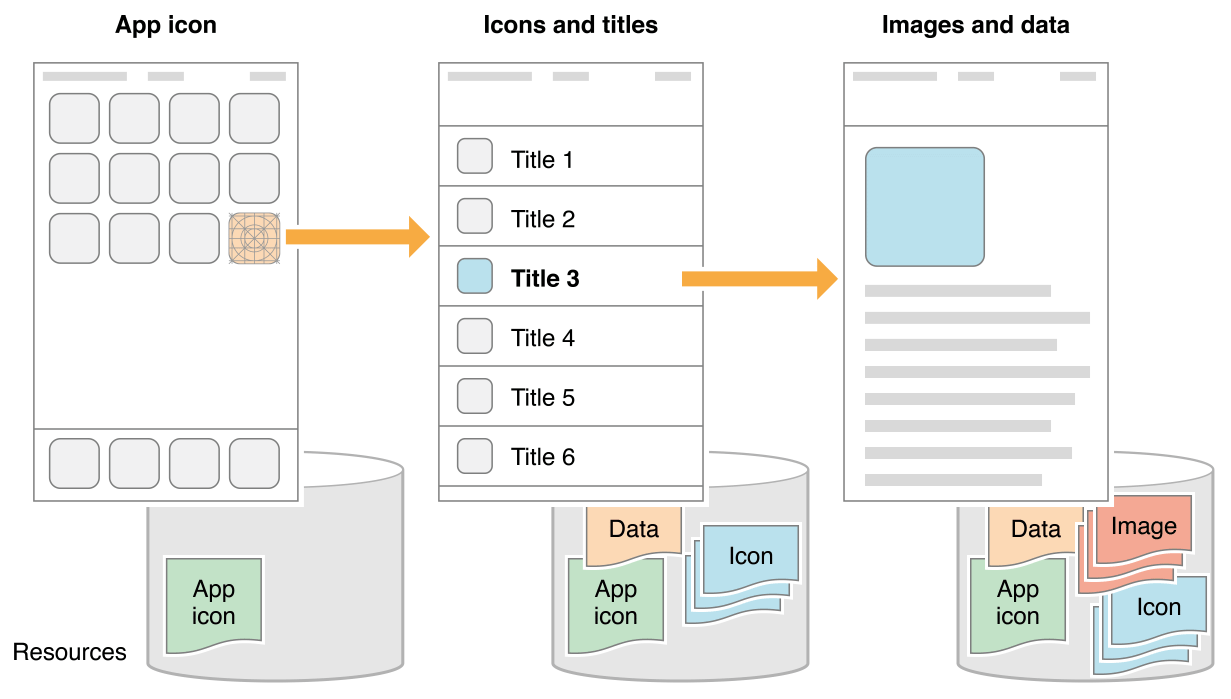 App icon
Icons and titles
Images and data
Title 1
Title 2
Title 3
Title 4
Title 5
Title 6
Resources
App
icon
Data
App
icon
Icon
Data
Image
App
icon
Icon